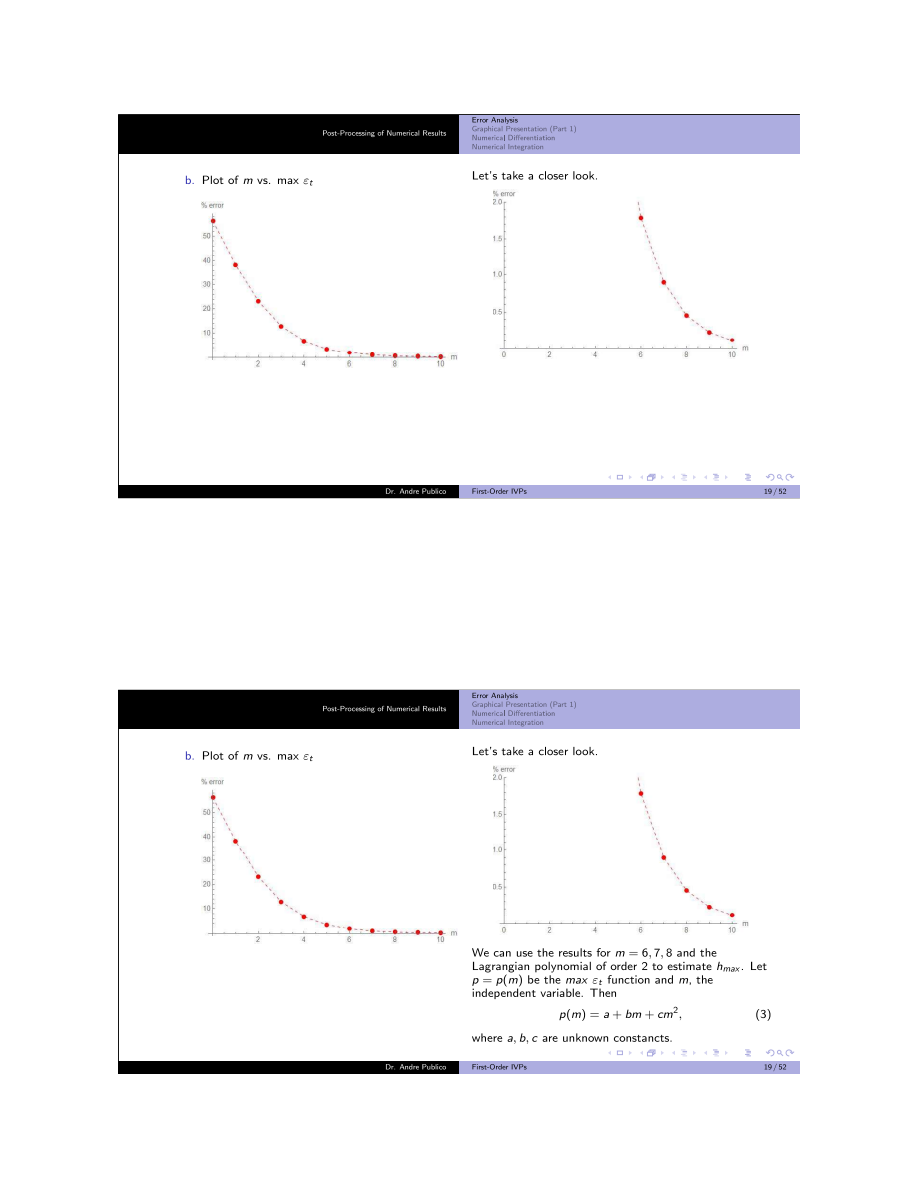 Post-Processing of Numerical Results
Error Analysis
Graphical Presentation (Part 1)
Numerical Differentiation
Numerical Integration
b. Plot of m vs. max εt
% error
50
40
30
20
10
2 4 6 8 10 m
Let's take a closer look.
% error
2.0
1.5
1.0
0.5
0 2 4 6 8 10 m
Dr. Andre Publico
First-Order IVPs
19 / 52
Post-Processing of Numerical Results
Error Analysis
Graphical Presentation (Part 1)
Numerical Differentiation
Numerical Integration
b. Plot of m vs. max εt
% error
50
40
30
20
10
2 4 6 8 10 m
Let's take a closer look.
% error
2.0
1.5
1.0
0.5
0 2 4 6 8 10 m
We can use the results for m = 6, 7, 8 and the
Lagrangian polynomial of order 2 to estimate hmax. Let
p = p(m) be the max εt function and m, the
independent variable. Then
p(m) = a + bm + cm², (3)
where a, b, c are unknown constancts.
Dr. Andre Publico
First-Order IVPs
19 / 52